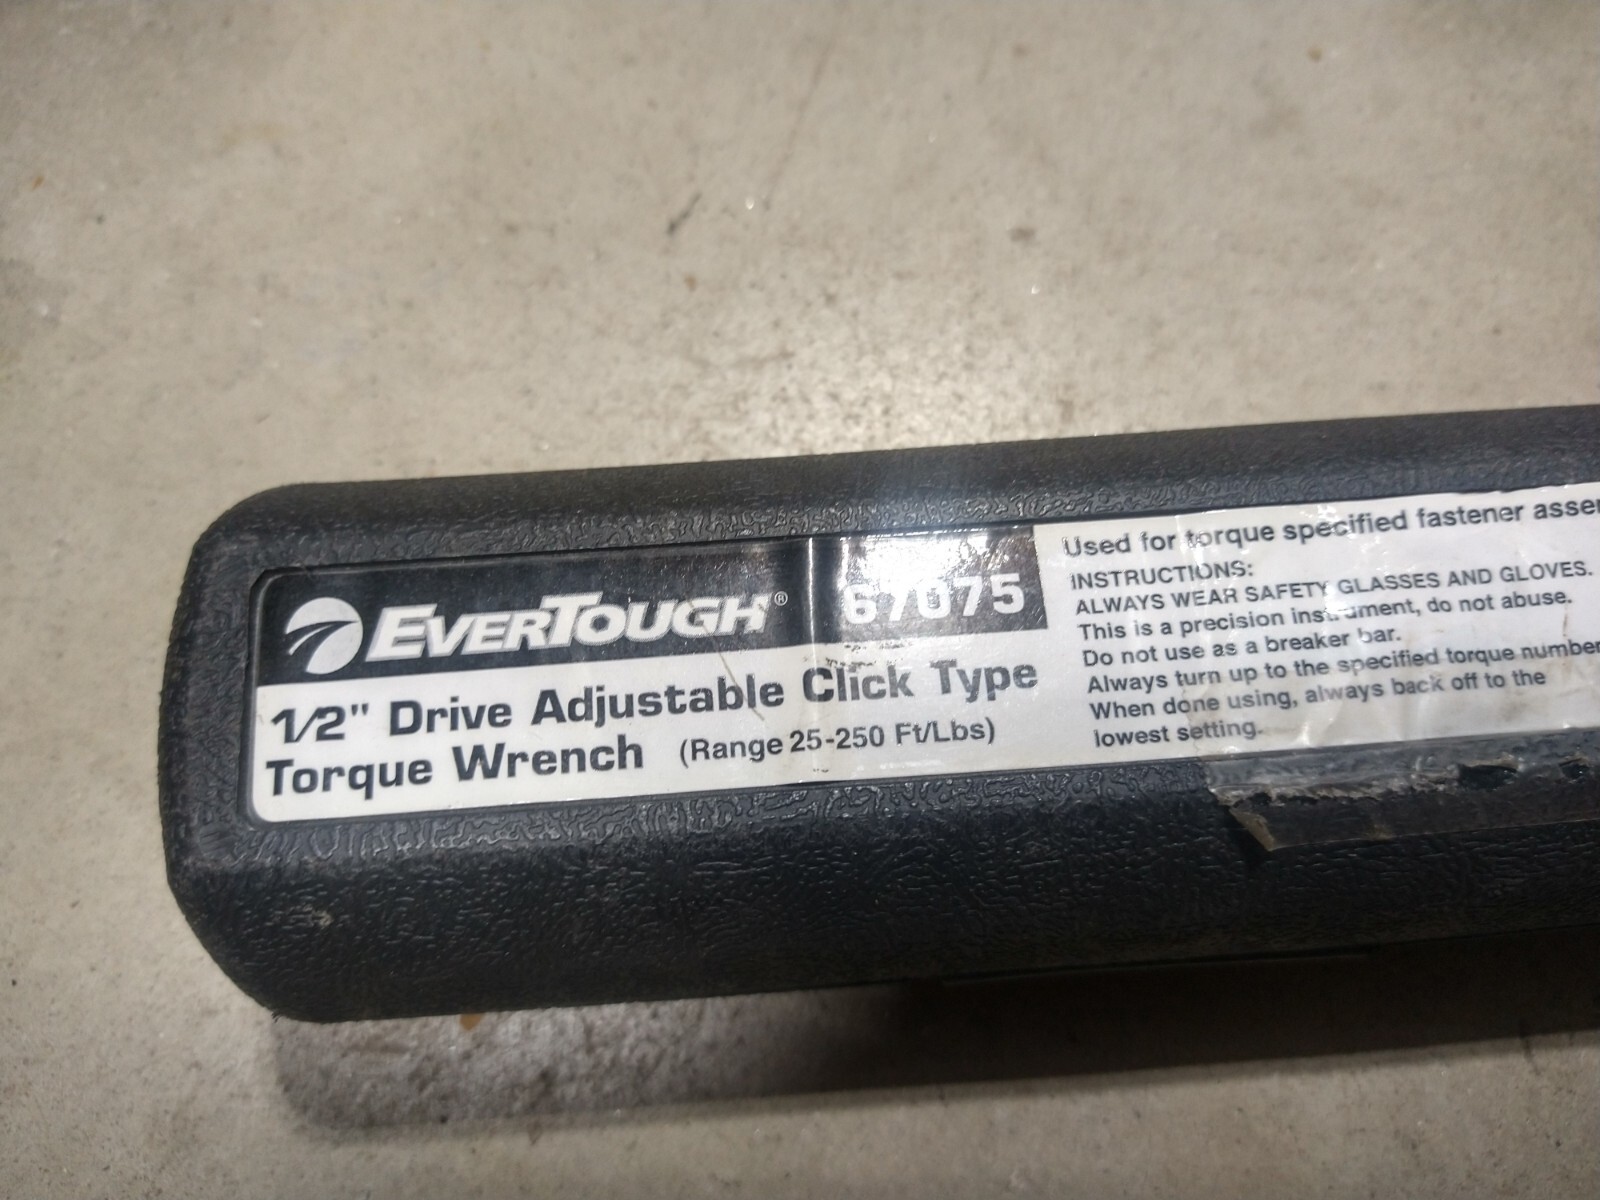 EVERTOUGH®
67075
1/2" Drive Adjustable Click Type
Torque Wrench (Range 25-250 Ft/Lbs)
Used for torque specified fastener
INSTRUCTIONS:
ALWAYS WEAR SAFETY GLASSES AND GLOVES.
This is a precision instrument, do not abuse.
Do not use as a breaker bar.
Always turn up to the specified torque number
When done using, always back off to the
lowest setting.